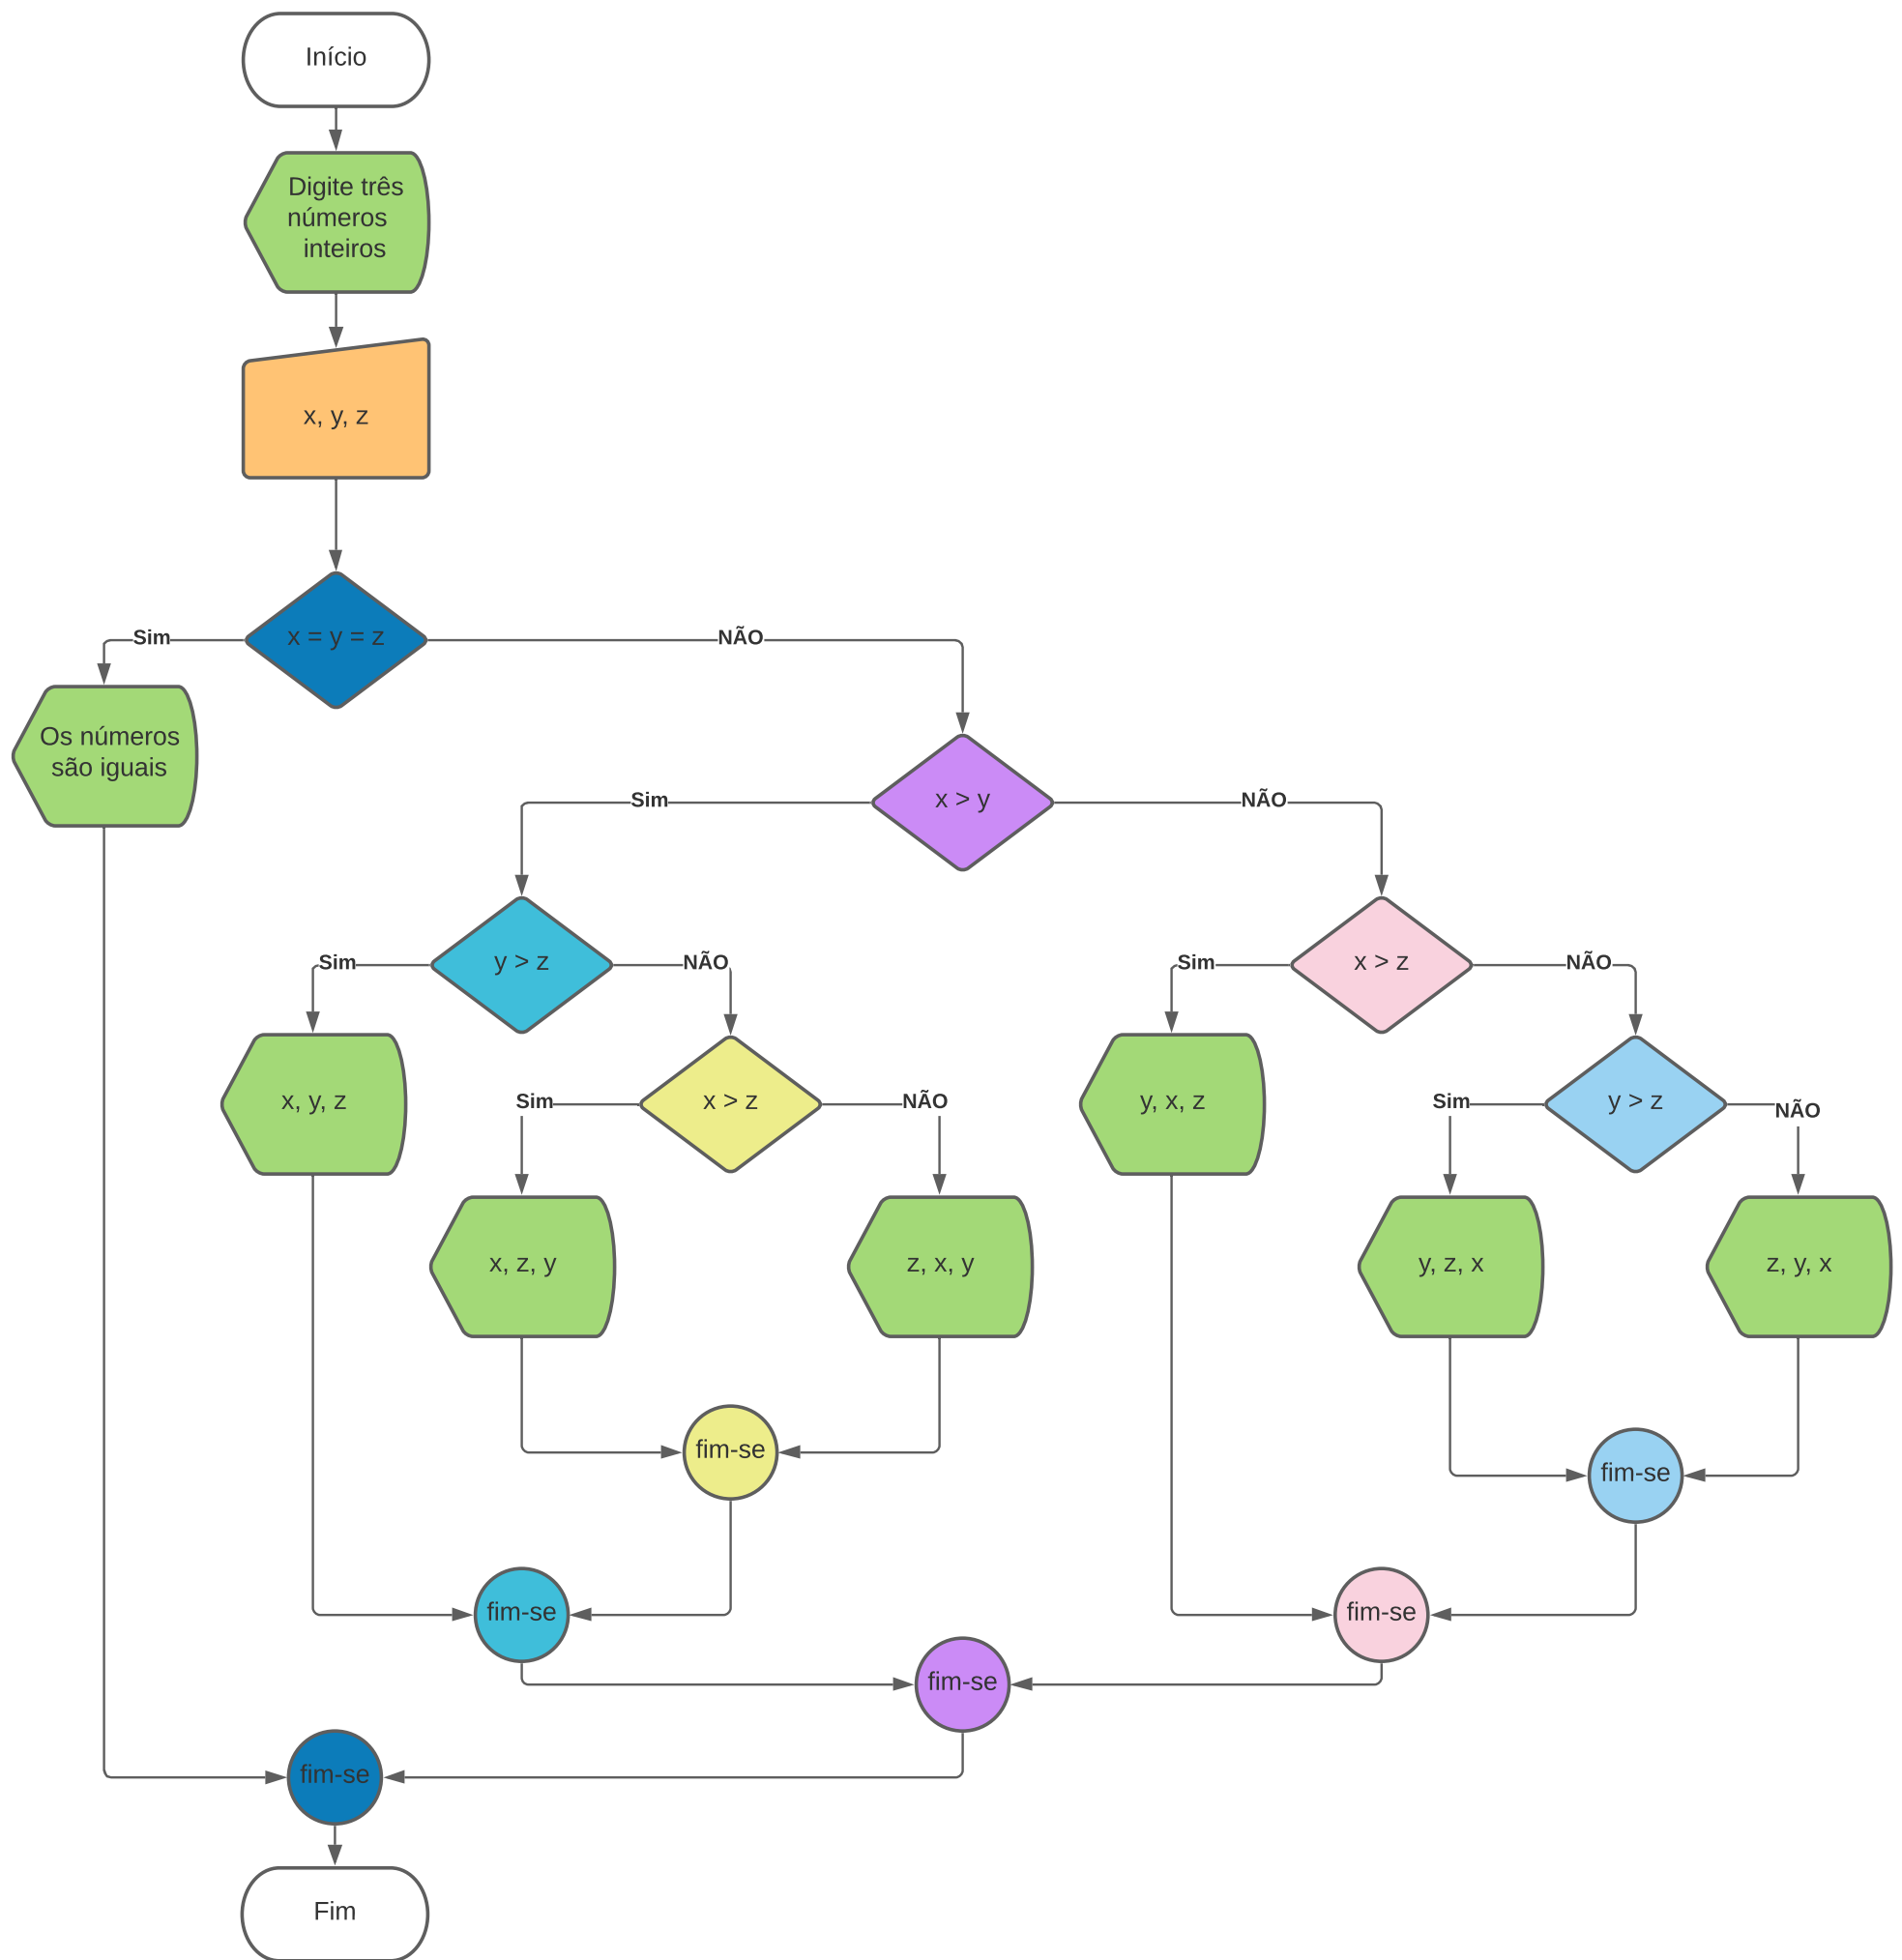 Início
Digite três
números
inteiros
x, y, z
x = y = z
Sim
NÃO
Os números
são iguais
x > y
Sim
NÃO
y > z
Sim
NÃO
x > z
Sim
NÃO
x, y, z
x > z
Sim
NÃO
y, x, z
y > z
Sim
NÃO
x, z, y
z, x, y
y, z, x
z, y, x
fim-se
fim-se
fim-se
fim-se
fim-se
fim-se
Fim